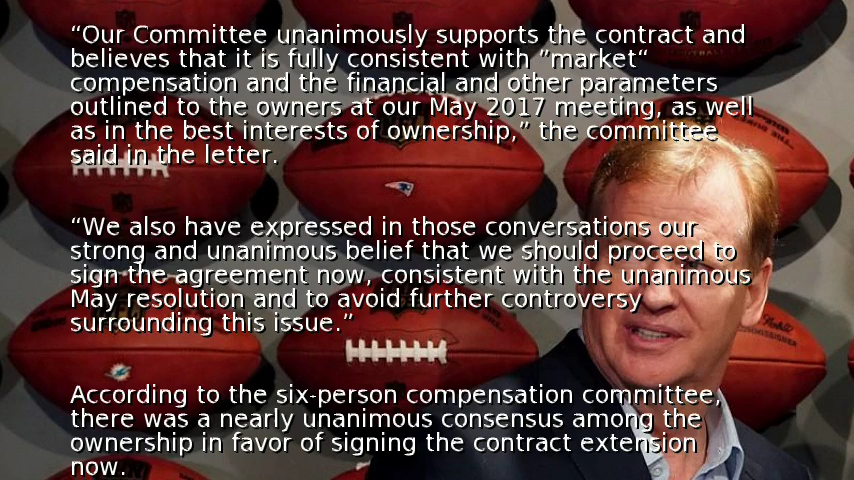 “Our Committee unanimously supports the contract and
believes that it is fully consistent with ”market“
compensation and the financial and other parameters
outlined to the owners at our May 2017 meeting, as well
as in the best interests of ownership,” the committee
said in the letter.
“We also have expressed in those conversations our
strong and unanimous belief that we should proceed to
sign the agreement now, consistent with the unanimous
May resolution and to avoid further controversy
surrounding this issue.”
According to the six-person compensation committee,
there was a nearly unanimous consensus among the
ownership in favor of signing the contract extension
now.